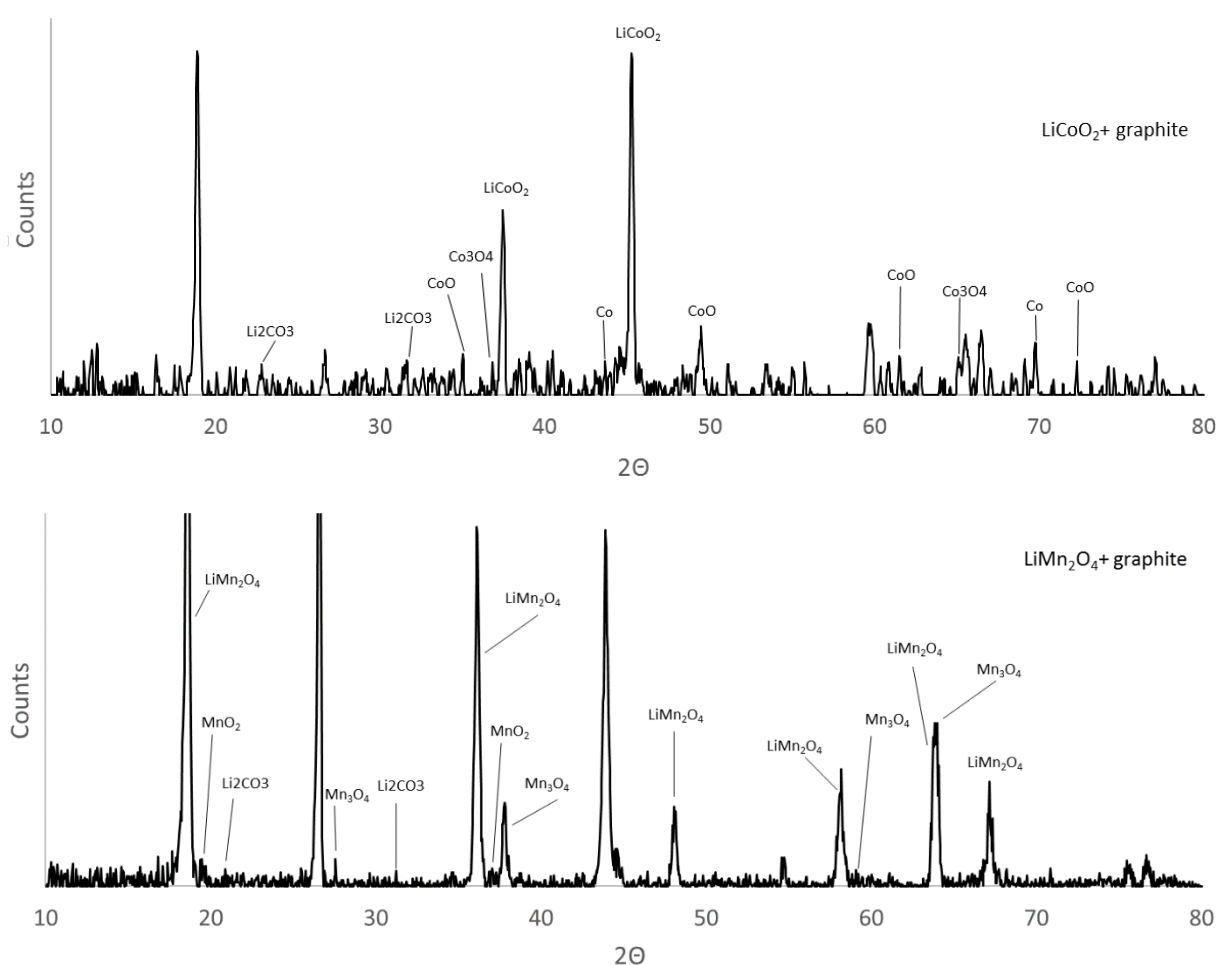 LiCoO₂
LiCoO₂+ graphite
LiCoO₂
Co3O4
CoO
Li2CO3
Li2CO3
Co
CoO
CoO
Co3O4
Co
CoO
Counts
10 20 30 40 50 60 70 80
2Θ
LiMn₂O₄+ graphite
LiMn₂O₄
LiMn₂O₄
MnO₂
Li2CO3
Mn₃O₄
Li2CO3
MnO₂
Mn₃O₄
LiMn₂O₄
LiMn₂O₄
Mn₃O₄
LiMn₂O₄
Mn₃O₄
LiMn₂O₄
Counts
10 20 30 40 50 60 70 80
2Θ